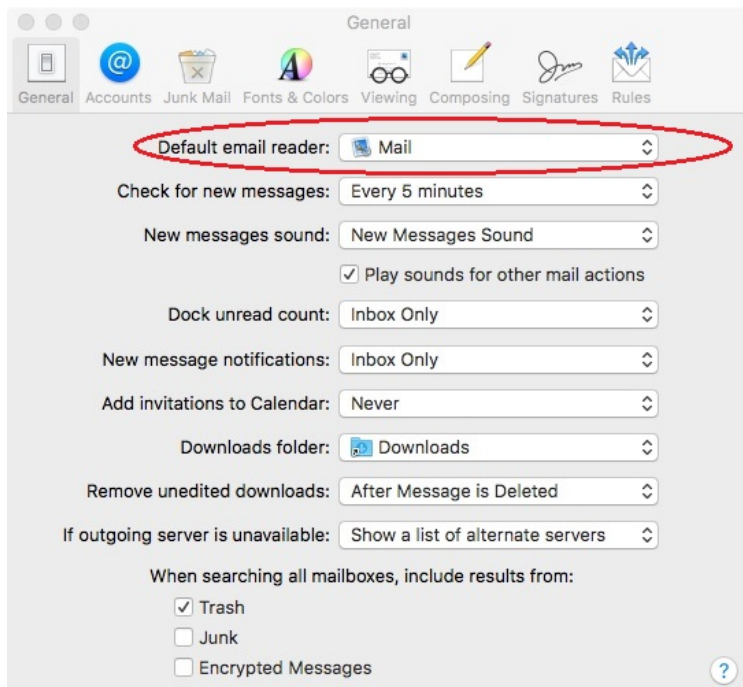 General
General Accounts Junk Mail Fonts & Colors Viewing Composing Signatures Rules
Default email reader: Mail
Check for new messages: Every 5 minutes
New messages sound: New Messages Sound
Play sounds for other mail actions
Dock unread count: Inbox Only
New message notifications: Inbox Only
Add invitations to Calendar: Never
Downloads folder: Downloads
Remove unedited downloads: After Message is Deleted
If outgoing server is unavailable: Show a list of alternate servers
When searching all mailboxes, include results from:
Trash
Junk
Encrypted Messages
?